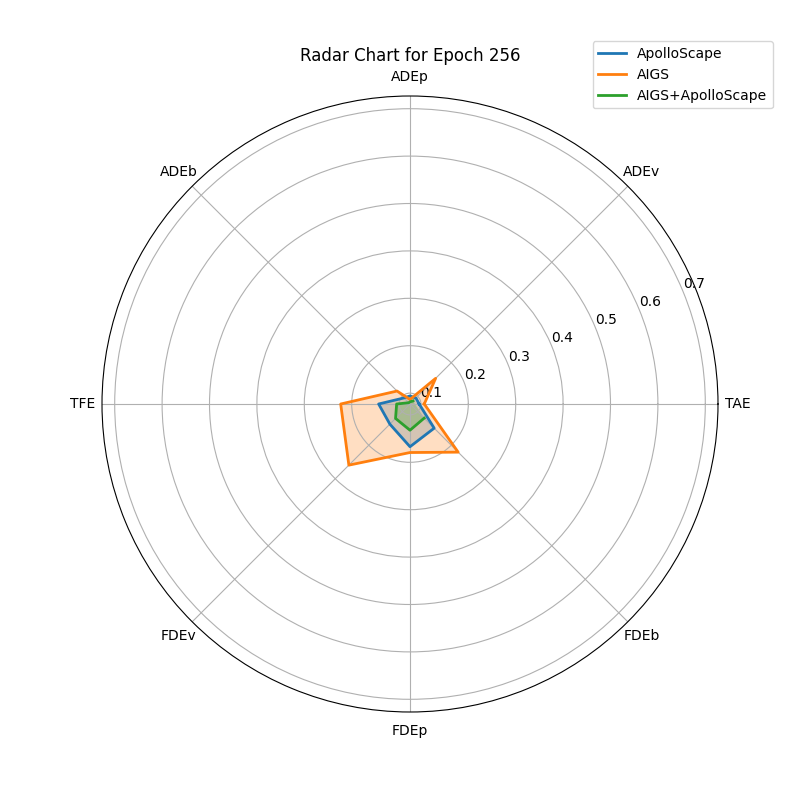 Radar Chart for Epoch 256
ApolloScape
AIGS
AIGS+ApolloScape
ADEp
ADEb
ADEv
0.7
0.6
0.5
0.4
0.3
0.2
0.1
TFE
TAE
FDEv
FDEb
FDEp